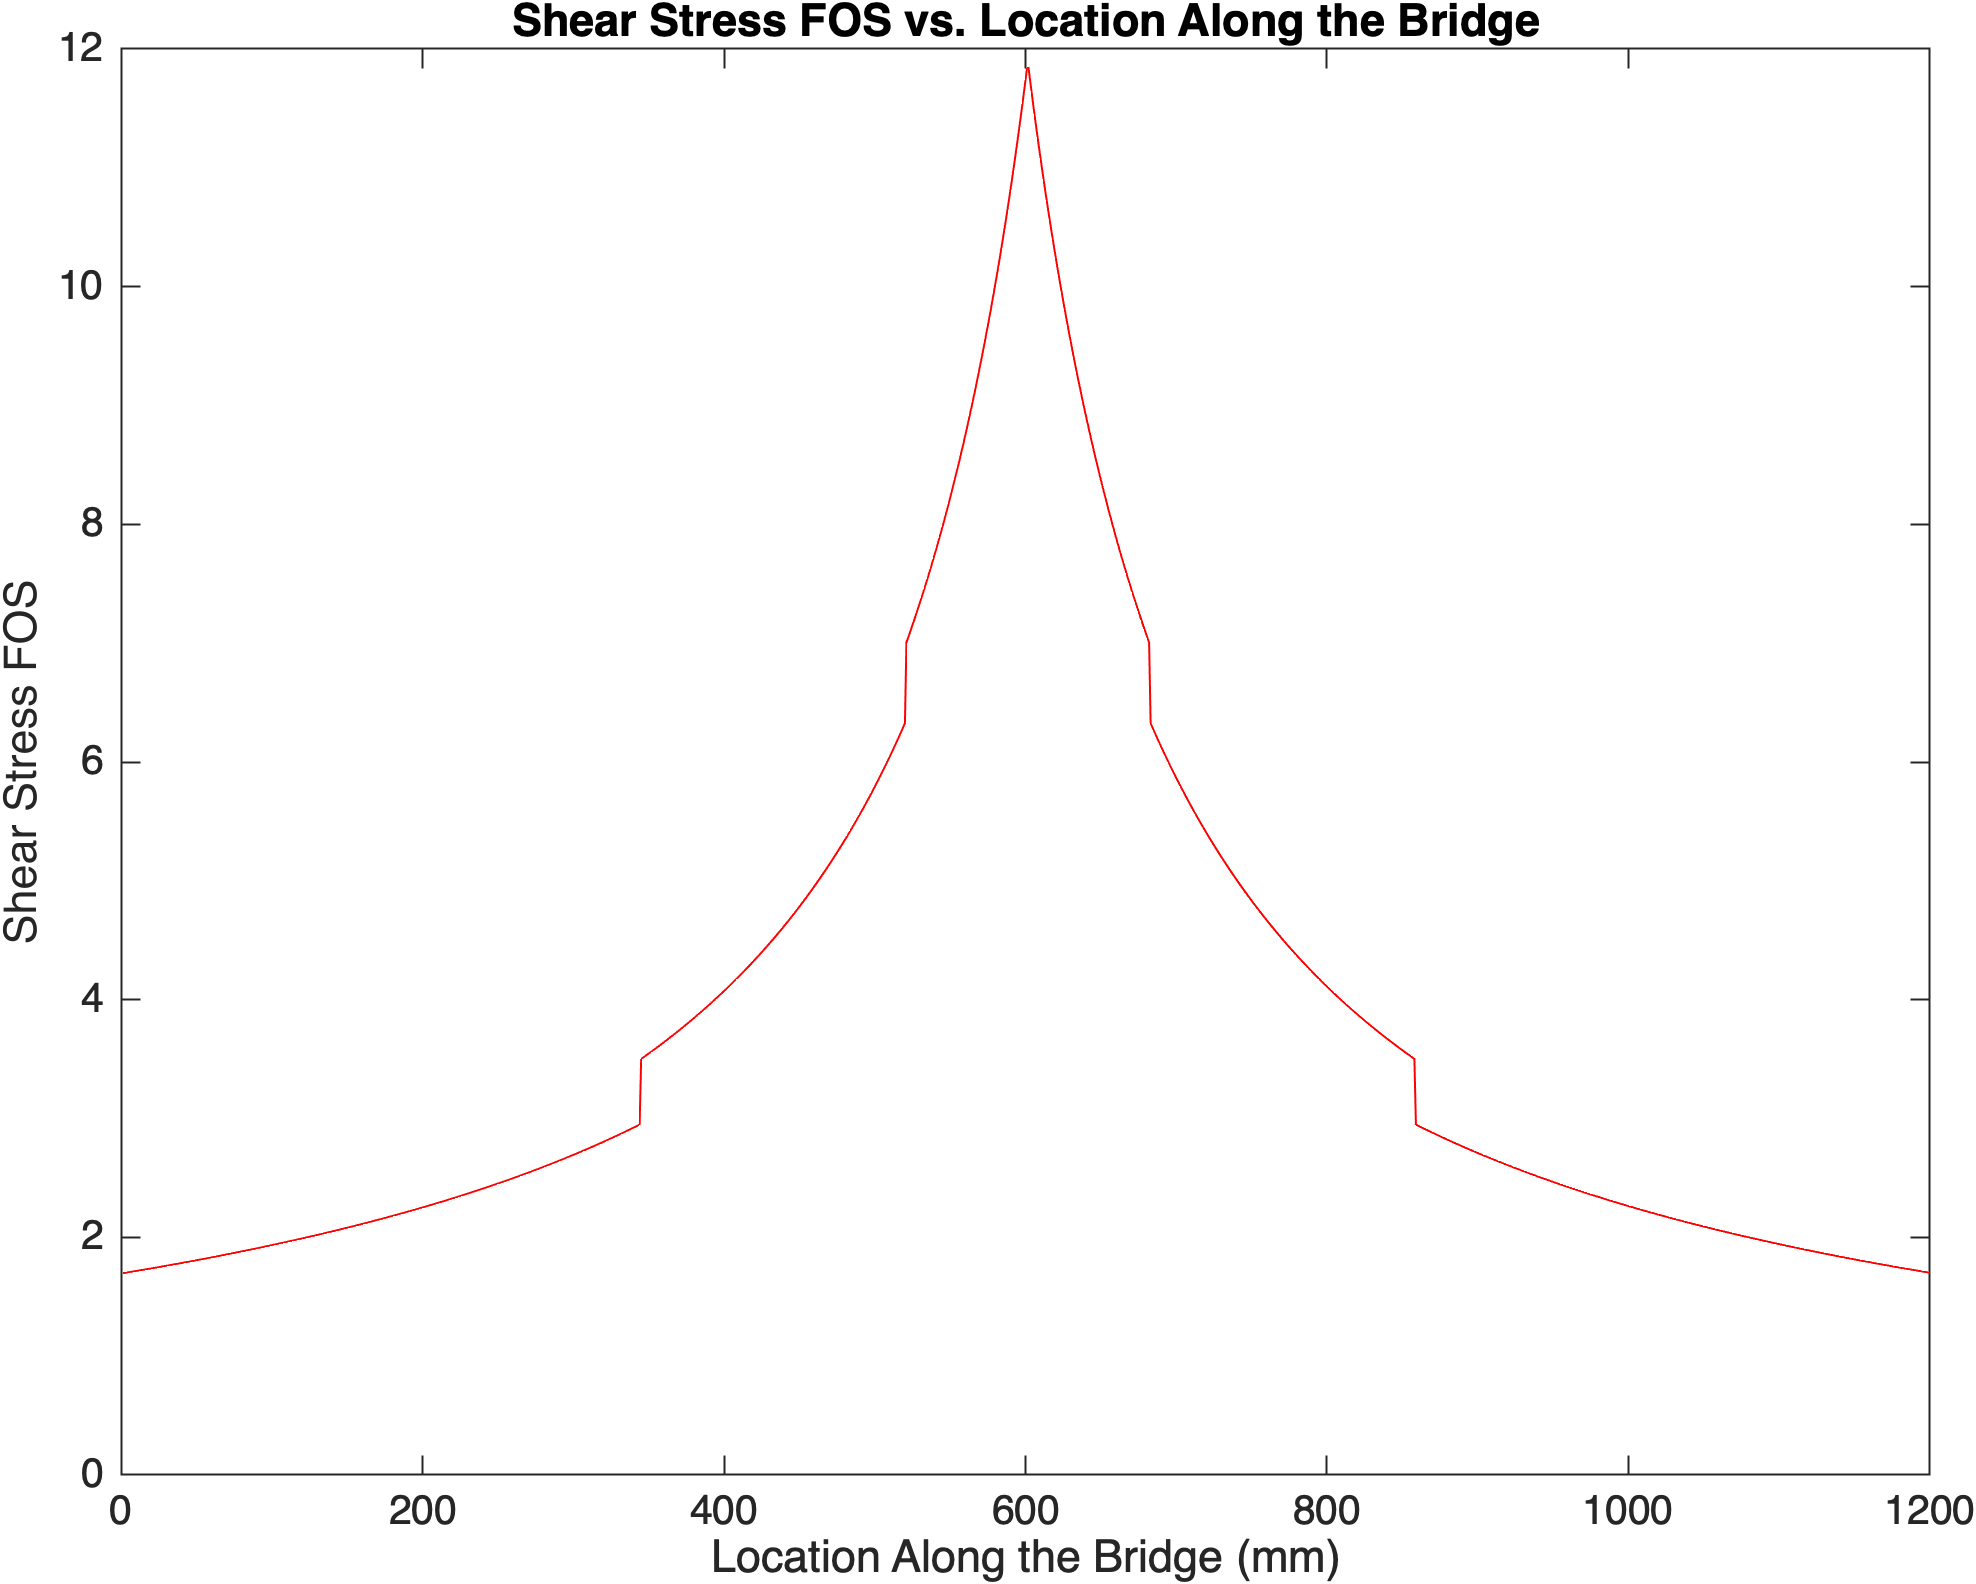 Shear Stress FOS vs. Location Along the Bridge
12
10
8
6
4
2
0
Shear Stress FOS
0 200 400 600 800 1000 1200
Location Along the Bridge (mm)